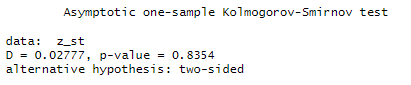 Asymptotic one-sample Kolmogorov-Smirnov test
data:  z_st
D = 0.02777, p-value = 0.8354
alternative hypothesis: two-sided